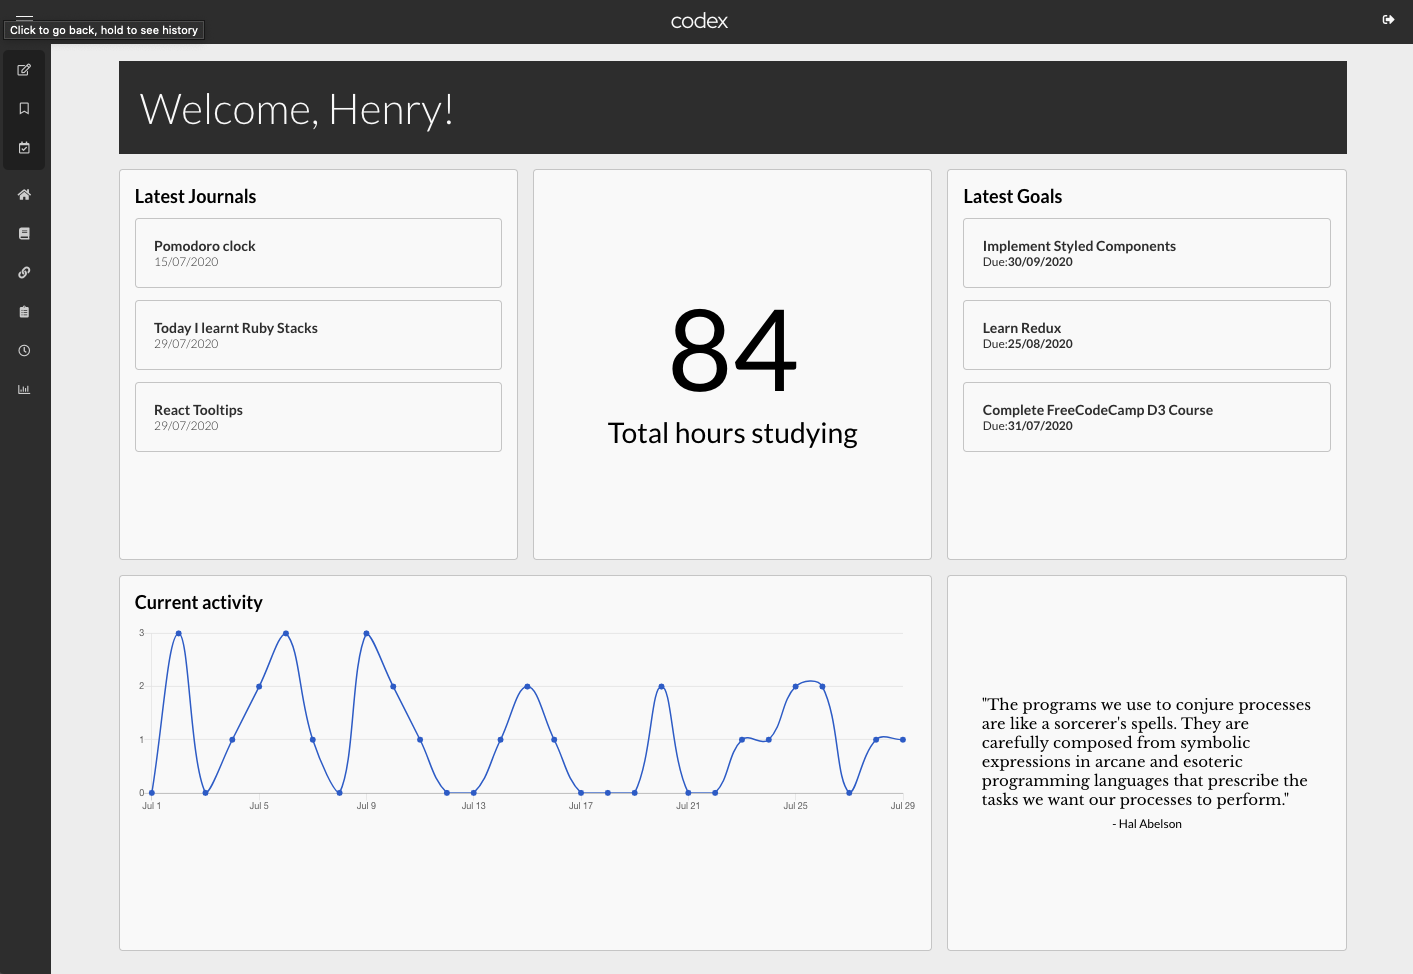 codex
Click to go back, hold to see history
Welcome, Henry!
Latest Journals
Pomodoro clock
15/07/2020
Today I learnt Ruby Stacks
29/07/2020
React Tooltips
29/07/2020
84
Total hours studying
Latest Goals
Implement Styled Components
Due:30/09/2020
Learn Redux
Due:25/08/2020
Complete FreeCodeCamp D3 Course
Due:31/07/2020
Current activity
3
2
1
0
Jul 1
Jul 5
Jul 9
Jul 13
Jul 17
Jul 21
Jul 25
Jul 29
"The programs we use to conjure processes
are like a sorcerer's spells. They are
carefully composed from symbolic
expressions in arcane and esoteric
programming languages that prescribe the
tasks we want our processes to perform."
- Hal Abelson